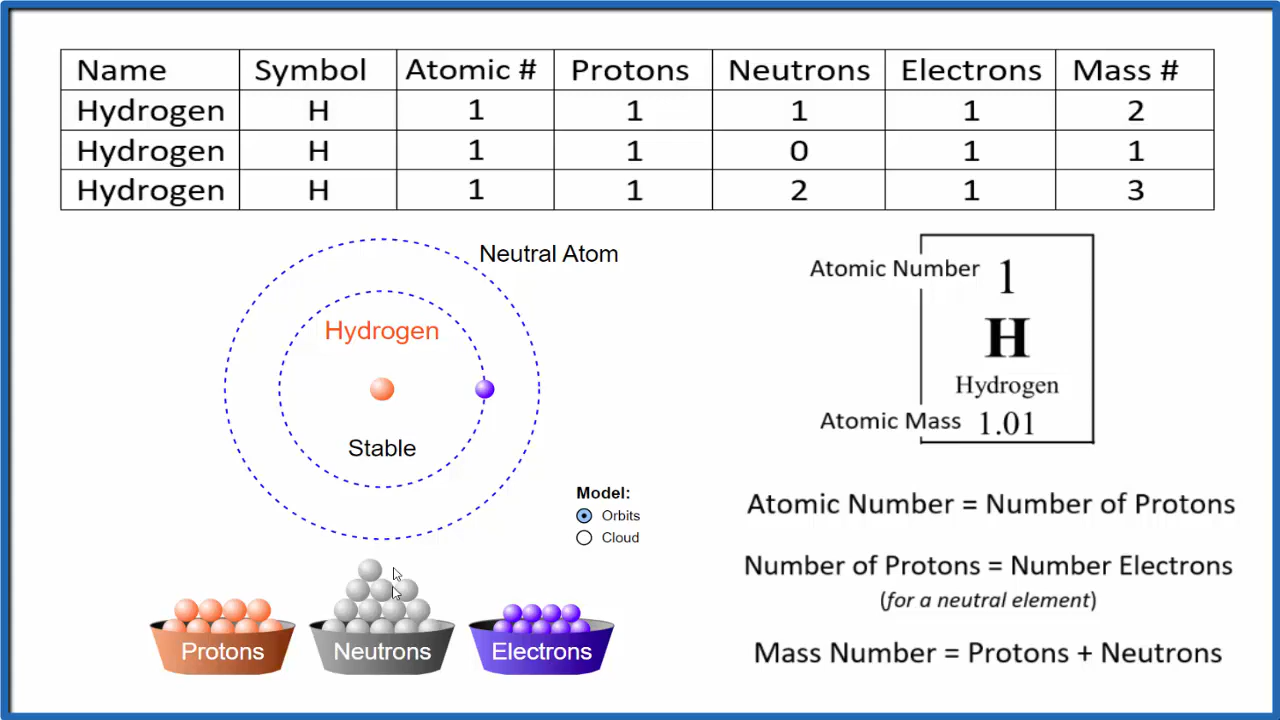 Name Symbol Atomic # Protons Neutrons Electrons Mass #
Hydrogen H 1 1 1 1 2
Hydrogen H 1 1 0 1 1
Hydrogen H 1 1 2 1 3
Neutral Atom
Hydrogen
Stable
Model:
Orbits
Cloud
Protons
Neutrons
Electrons
Atomic Number 1
H
Hydrogen
Atomic Mass 1.01
Atomic Number = Number of Protons
Number of Protons = Number Electrons
(for a neutral element)
Mass Number = Protons + Neutrons